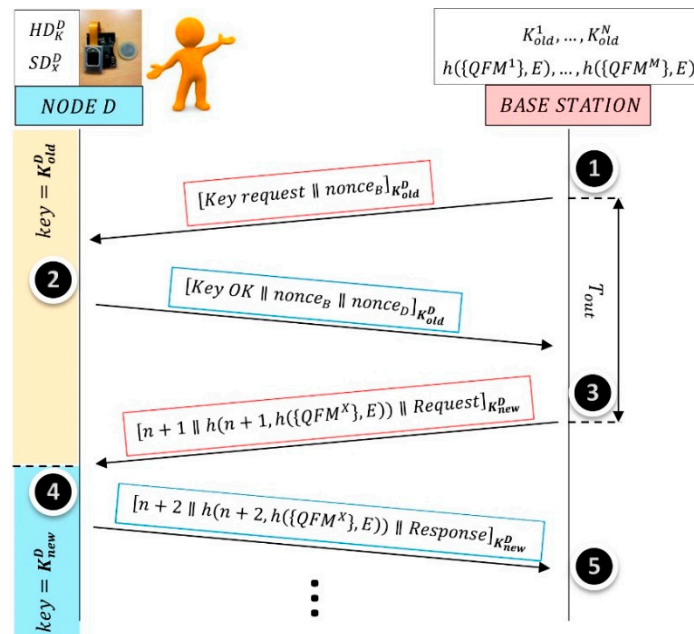 HD_K^D
SD_x^D
K_old^1, ..., K_old^N
h({QFM^1}, E), ..., h({QFM^M}, E)
NODE D
BASE STATION
key = K_old^D
1
[Key request ∥ nonce_B]_{K_old^D}
2
[Key OK ∥ nonce_B ∥ nonce_D]_{K_old^D}
T_out
3
[n + 1 ∥ h(n + 1, h({QFM^X}, E)) ∥ Request]_{K_new^D}
4
[n + 2 ∥ h(n + 2, h({QFM^X}, E)) ∥ Response]_{K_new^D}
5
key = K_new^D